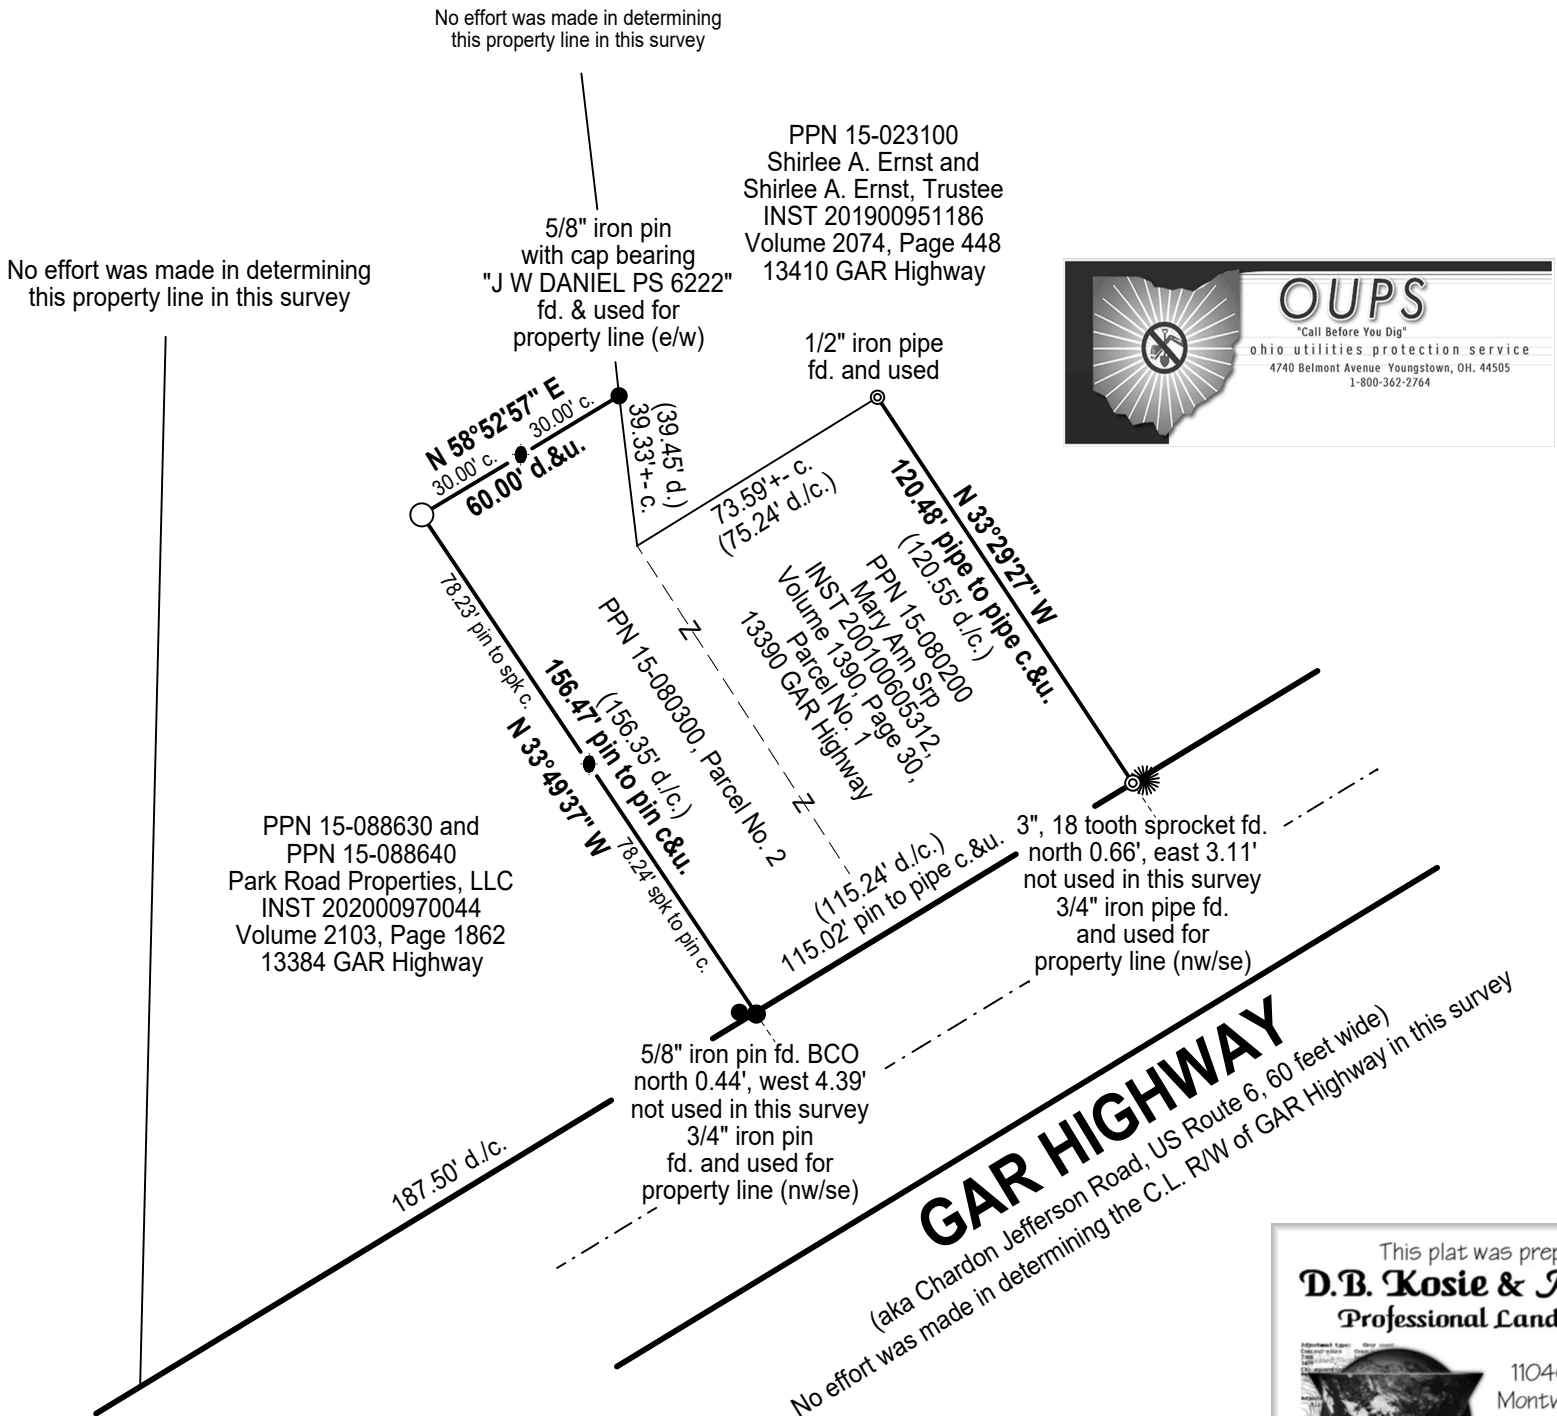 No effort was made in determining
this property line in this survey
PPN 15-023100
Shirlee A. Ernst and
Shirlee A. Ernst, Trustee
INST 201900951186
Volume 2074, Page 448
13410 GAR Highway
5/8" iron pin
with cap bearing
"J W DANIEL PS 6222"
fd. & used for
property line (e/w)
No effort was made in determining
this property line in this survey
OUPS
"Call Before You Dig"
ohio utilities protection service
4740 Belmont Avenue Youngstown, OH. 44505
1-800-362-2764
1/2" iron pipe
fd. and used
N 58°52'57" E
30.00' c.
30.00' c.
60.00' d.&u.
(39.45' d.)
39.33'+- c.
73.59'+- c.
(75.24' d./c.)
N 33°29'27" W
120.48' pipe to pipe c.&u.
(120.55' d./c.)
PPN 15-080200
Mary Ann Srp
INST 200100605312,
Volume 1390, Page 30,
Parcel No. 1
13390 GAR Highway
Z
Z
PPN 15-080300, Parcel No. 2
78.23' pin to spk c.
156.47' pin to pin c&u.
(156.35' d./c.)
N 33°49'37" W
78.24' spk to pin c.
PPN 15-088630 and
PPN 15-088640
Park Road Properties, LLC
INST 202000970044
Volume 2103, Page 1862
13384 GAR Highway
(115.24' d./c.)
115.02' pin to pipe c.&u.
3", 18 tooth sprocket fd.
north 0.66', east 3.11'
not used in this survey
3/4" iron pipe fd.
and used for
property line (nw/se)
5/8" iron pin fd. BCO
north 0.44', west 4.39'
not used in this survey
3/4" iron pin
fd. and used for
property line (nw/se)
187.50' d./c.
GAR HIGHWAY
(aka Chardon Jefferson Road, US Route 6, 60 feet wide)
No effort was made in determining the C.L. R/W of GAR Highway in this survey
This plat was prep
D.B. Kosie &
Professional Land
1104
Montv